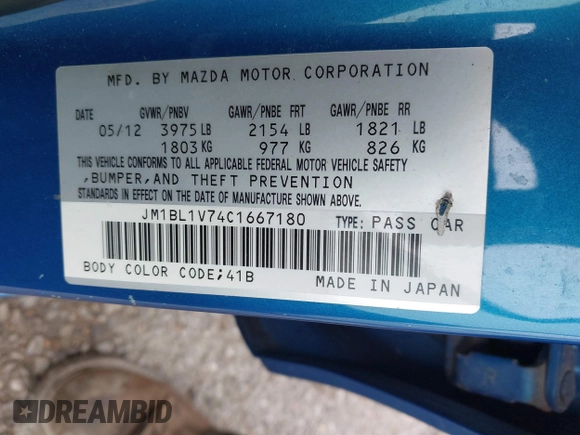 MFD. BY MAZDA MOTOR CORPORATION
DATE GVWR/PNBV GAWR/PNBE FRT GAWR/PNBE RR
05/12 3975 LB 2154 LB 1821 LB
1803 KG 977 KG 826 KG
THIS VEHICLE CONFORMS TO ALL APPLICABLE FEDERAL MOTOR VEHICLE SAFETY
,BUMPER,AND THEFT PREVENTION
STANDARDS IN EFFECT ON THE DATE OF MANUFACTURE SHOWN ABOVE.
JM1BL1V74C1667180 TYPE: PASS CAR
BODY COLOR CODE;41B MADE IN JAPAN
R
DREAMBID